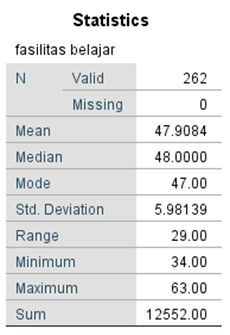 Statistics
fasilitas belajar
N Valid 262
Missing 0
Mean 47.9084
Median 48.0000
Mode 47.00
Std. Deviation 5.98139
Range 29.00
Minimum 34.00
Maximum 63.00
Sum 12552.00